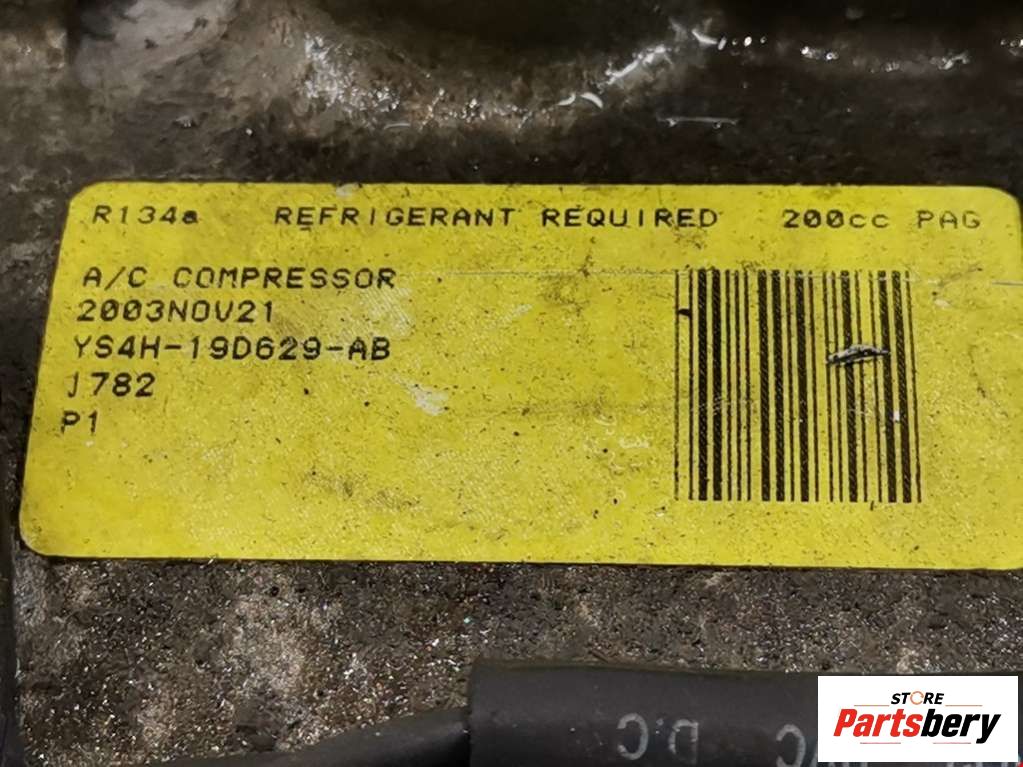 R134a REFRIGERANT REQUIRED 200cc PAG
A/C COMPRESSOR
2003NOV21
YS4H-19D629-AB
J782
P1
D:C
STORE
Partsbery